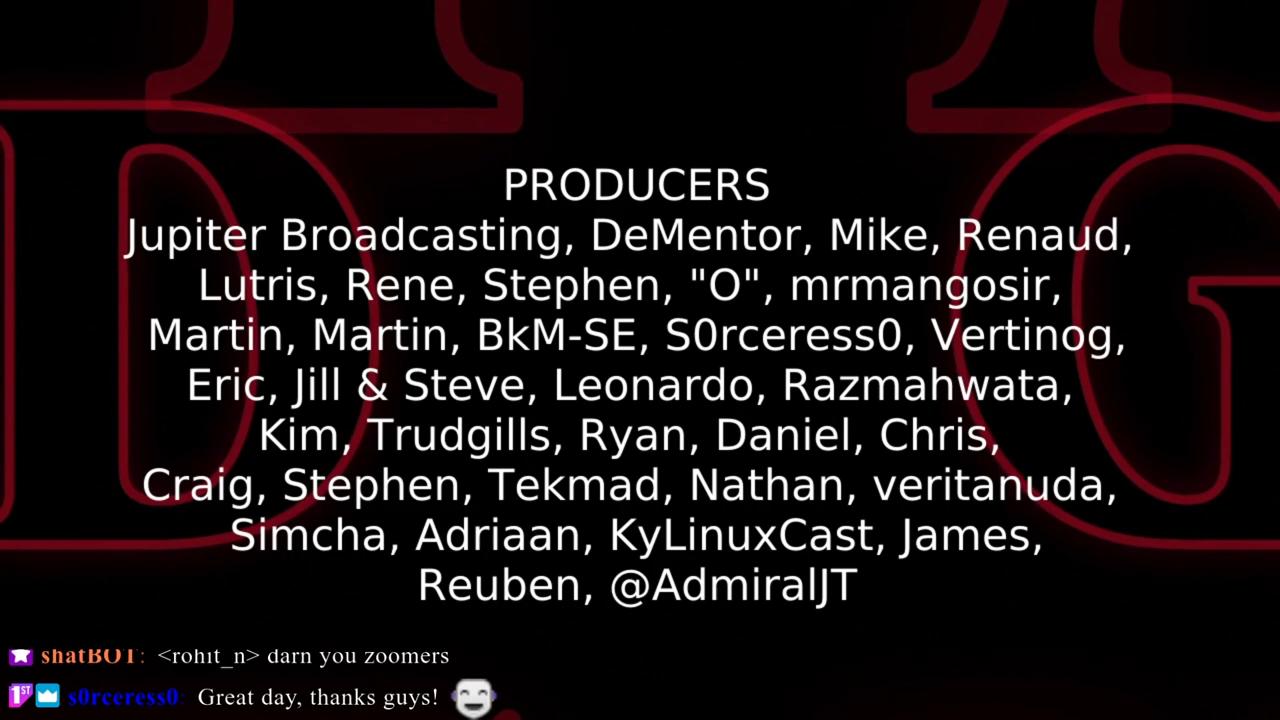 PRODUCERS
Jupiter Broadcasting, DeMentor, Mike, Renaud,
Lutris, Rene, Stephen, "O", mrmangosir,
Martin, Martin, BkM-SE, S0rceress0, Vertinog,
Eric, Jill & Steve, Leonardo, Razmahwata,
Kim, Trudgills, Ryan, Daniel, Chris,
Craig, Stephen, Tekmad, Nathan, veritanuda,
Simcha, Adriaan, KyLinuxCast, James,
Reuben, @AdmiralJT
shatBOT: <rohit_n> darn you zoomers
1ST s0rceress0: Great day, thanks guys!